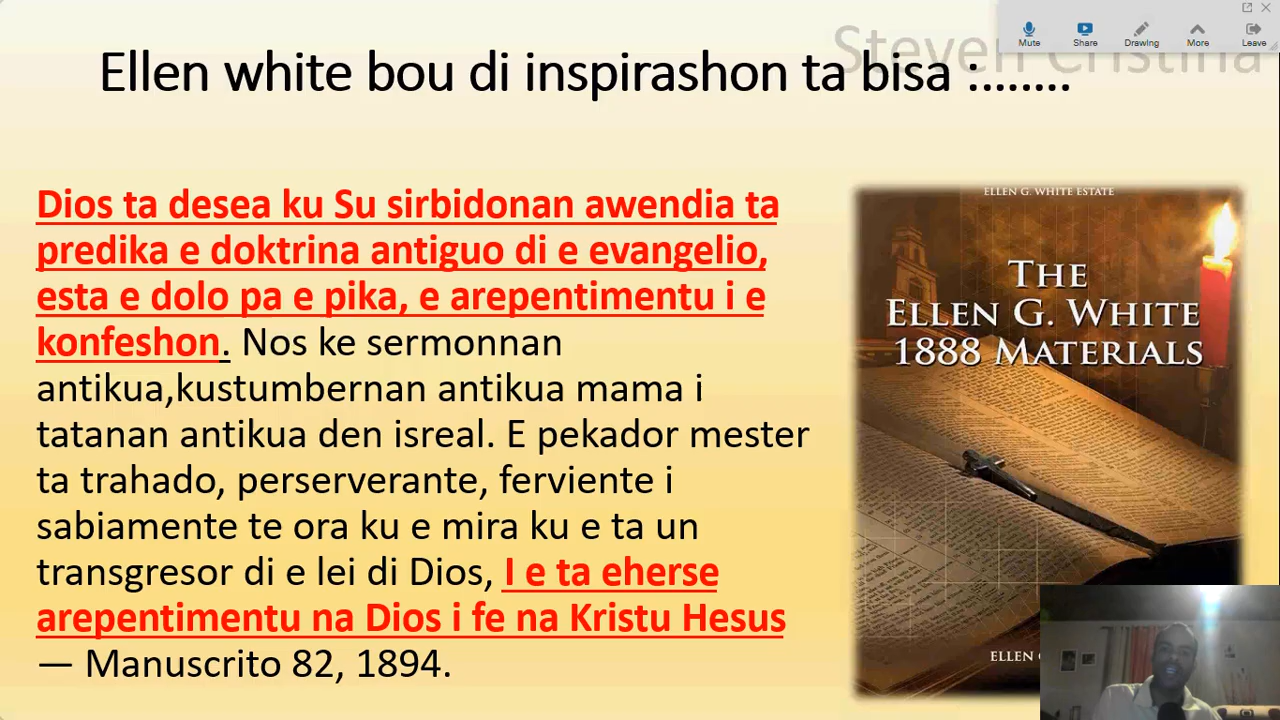 Steven Cristina
Mute Share Drawing More Leave
Ellen white bou di inspirashon ta bisa :.......
Dios ta desea ku Su sirbidonan awendia ta
predika e doktrina antiguo di e evangelio,
esta e dolo pa e pika, e arepentimentu i e
konfeshon. Nos ke sermonnan
antikua,kustumbernan antikua mama i
tatanan antikua den isreal. E pekador mester
ta trahado, perserverante, ferviente i
sabiamente te ora ku e mira ku e ta un
transgresor di e lei di Dios, I e ta eherse
arepentimentu na Dios i fe na Kristu Hesus
— Manuscrito 82, 1894.
ELLEN G. WHITE ESTATE
THE
ELLEN G. WHITE
1888 MATERIALS
ELLEN